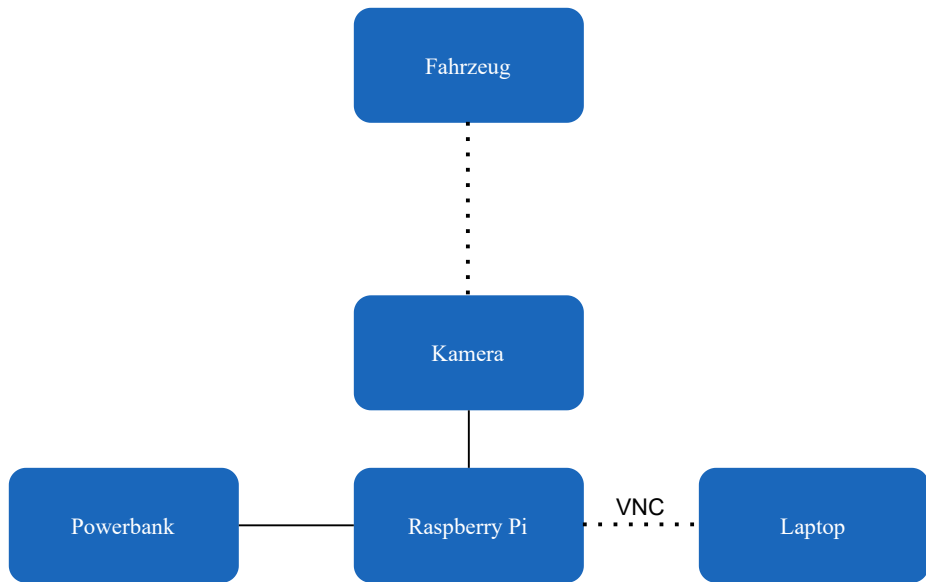 Fahrzeug
Kamera
Powerbank
Raspberry Pi
VNC
Laptop